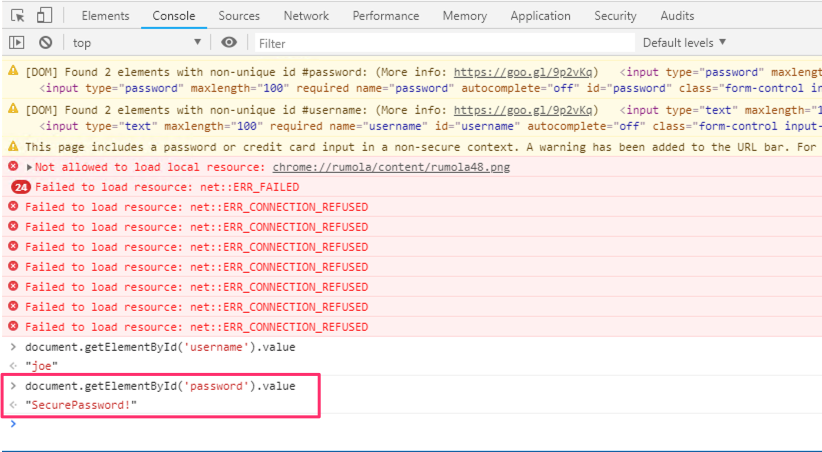 Elements Console Sources Network Performance Memory Application Security Audits
top ▼ Filter Default levels ▼
[DOM] Found 2 elements with non-unique id #password: (More info: https://goo.gl/9p2vKq) <input type="password" maxlengt
<input type="password" maxlength="100" required name="password" autocomplete="off" id="password" class="form-control in
[DOM] Found 2 elements with non-unique id #username: (More info: https://goo.gl/9p2vKq) <input type="text" maxlength="1
<input type="text" maxlength="100" required name="username" id="username" autocomplete="off" class="form-control input-
This page includes a password or credit card input in a non-secure context. A warning has been added to the URL bar. For
▶Not allowed to load local resource: chrome://rumola/content/rumola48.png
24 Failed to load resource: net::ERR_FAILED
Failed to load resource: net::ERR_CONNECTION_REFUSED
Failed to load resource: net::ERR_CONNECTION_REFUSED
Failed to load resource: net::ERR_CONNECTION_REFUSED
Failed to load resource: net::ERR_CONNECTION_REFUSED
Failed to load resource: net::ERR_CONNECTION_REFUSED
Failed to load resource: net::ERR_CONNECTION_REFUSED
Failed to load resource: net::ERR_CONNECTION_REFUSED
> document.getElementById('username').value
"joe"
> document.getElementById('password').value
"SecurePassword!"
>